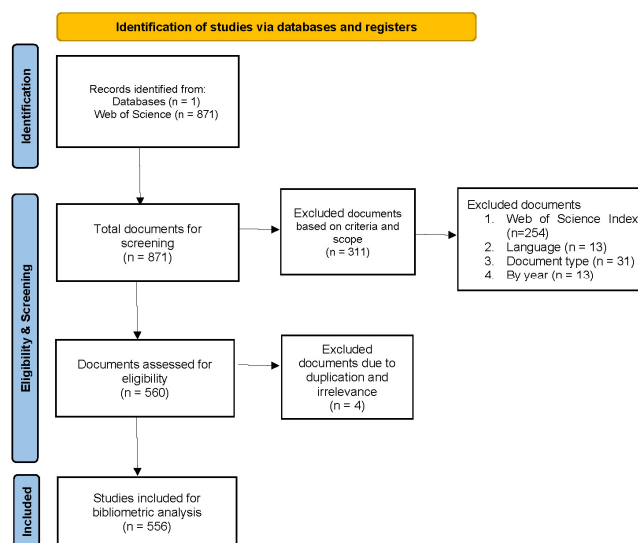 Identification of studies via databases and registers
Identification
Records identified from:
Databases (n = 1)
Web of Science (n = 871)
Eligibility & Screening
Total documents for
screening
(n = 871)
Excluded documents
based on criteria and
scope
(n = 311)
Excluded documents
1. Web of Science Index
(n=254)
2. Language (n = 13)
3. Document type (n = 31)
4. By year (n = 13)
Documents assessed for
eligibility
(n = 560)
Excluded
documents due to
duplication and
irrelevance
(n = 4)
Included
Studies included for
bibliometric analysis
(n = 556)